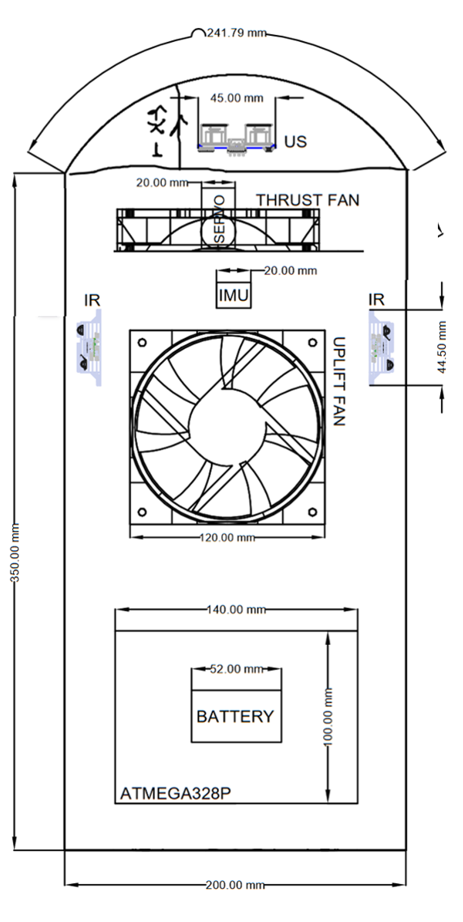 241.79 mm
45.00 mm
US
20.00 mm
THRUST FAN
SERVO
20.00 mm
IMU
IR
IR
44.50 mm
UPLIFT FAN
120.00 mm
350.00 mm
140.00 mm
52.00 mm
BATTERY
100.00 mm
ATMEGA328P
200.00 mm